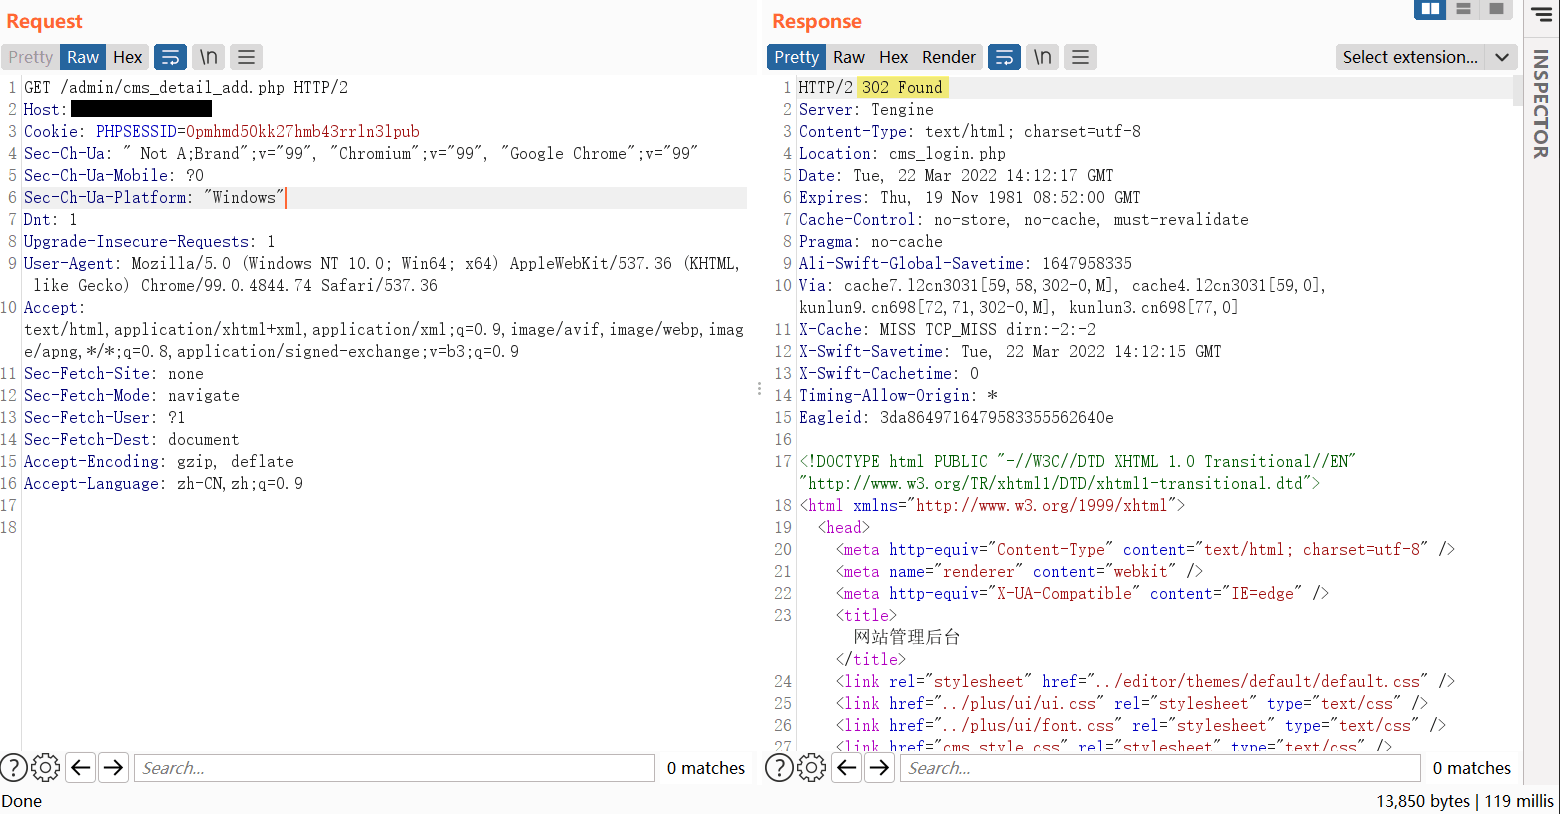 Request
Pretty Raw Hex \n
1 GET /admin/cms_detail_add.php HTTP/2
2 Host:
3 Cookie: PHPSESSID=0pmhmd50kk27hmb43rrln3lpub
4 Sec-Ch-Ua: " Not A;Brand";v="99", "Chromium";v="99", "Google Chrome";v="99"
5 Sec-Ch-Ua-Mobile: ?0
6 Sec-Ch-Ua-Platform: "Windows"
7 Dnt: 1
8 Upgrade-Insecure-Requests: 1
9 User-Agent: Mozilla/5.0 (Windows NT 10.0; Win64; x64) AppleWebKit/537.36 (KHTML,
like Gecko) Chrome/99.0.4844.74 Safari/537.36
10 Accept:
text/html,application/xhtml+xml,application/xml;q=0.9,image/avif,image/webp,imag
e/apng,*/*;q=0.8,application/signed-exchange;v=b3;q=0.9
11 Sec-Fetch-Site: none
12 Sec-Fetch-Mode: navigate
13 Sec-Fetch-User: ?1
14 Sec-Fetch-Dest: document
15 Accept-Encoding: gzip, deflate
16 Accept-Language: zh-CN,zh;q=0.9
17
18
? Search... 0 matches
Done
Response
Pretty Raw Hex Render \n Select extension...
1 HTTP/2 302 Found
2 Server: Tengine
3 Content-Type: text/html; charset=utf-8
4 Location: cms_login.php
5 Date: Tue, 22 Mar 2022 14:12:17 GMT
6 Expires: Thu, 19 Nov 1981 08:52:00 GMT
7 Cache-Control: no-store, no-cache, must-revalidate
8 Pragma: no-cache
9 Ali-Swift-Global-Savetime: 1647958335
10 Via: cache7.l2cn3031[59,58,302-0,M], cache4.l2cn3031[59,0],
kunlun9.cn698[72,71,302-0,M], kunlun3.cn698[77,0]
11 X-Cache: MISS TCP_MISS dirn:-2:-2
12 X-Swift-Savetime: Tue, 22 Mar 2022 14:12:15 GMT
13 X-Swift-Cachetime: 0
14 Timing-Allow-Origin: *
15 Eagleid: 3da8649716479583355562640e
16
17 <!DOCTYPE html PUBLIC "-//W3C//DTD XHTML 1.0 Transitional//EN"
"http://www.w3.org/TR/xhtml1/DTD/xhtml1-transitional.dtd">
18 <html xmlns="http://www.w3.org/1999/xhtml">
19 <head>
20 <meta http-equiv="Content-Type" content="text/html; charset=utf-8" />
21 <meta name="renderer" content="webkit" />
22 <meta http-equiv="X-UA-Compatible" content="IE=edge" />
23 <title>
网站管理后台
</title>
24 <link rel="stylesheet" href="../editor/themes/default/default.css" />
25 <link href="../plus/ui/ui.css" rel="stylesheet" type="text/css" />
26 <link href="../plus/ui/font.css" rel="stylesheet" type="text/css" />
27 <link href="cms_style.css" rel="stylesheet" type="text/css" />
? Search... 0 matches
13,850 bytes | 119 millis
INSPECTOR